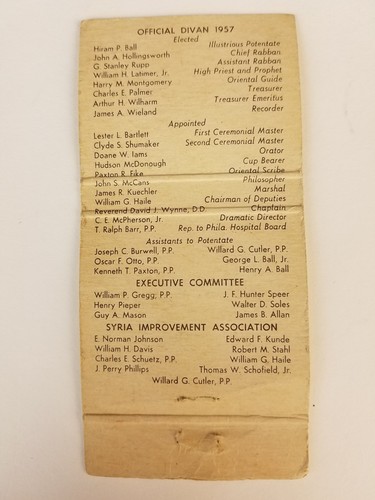 OFFICIAL DIVAN 1957
Elected
Hiram P. Ball Illustrious Potentate
John A. Hollingsworth Chief Rabban
G. Stanley Rupp Assistant Rabban
William H. Latimer, Jr. High Priest and Prophet
Harry M. Montgomery Oriental Guide
Charles E. Palmer Treasurer
Arthur H. Wilharm Treasurer Emeritus
James A. Wieland Recorder
Appointed
Lester L. Bartlett First Ceremonial Master
Clyde S. Shumaker Second Ceremonial Master
Doane W. Iams Orator
Hudson McDonough Cup Bearer
Paxton R. Fike Oriental Scribe
John S. McCans Philosopher
James R. Kuechler Marshal
William G. Haile Chairman of Deputies
Reverend David J. Wynne, D.D. Chaplain
C. E. McPherson, Jr. Dramatic Director
T. Ralph Barr, P.P. Rep. to Phila. Hospital Board
Assistants to Potentate
Joseph C. Burwell, P.P. Willard G. Cutler, P.P.
Oscar F. Otto, P.P. George L. Ball, Jr.
Kenneth T. Paxton, P.P. Henry A. Ball
EXECUTIVE COMMITTEE
William P. Gregg, P.P. J. F. Hunter Speer
Henry Pieper Walter D. Soles
Guy A. Mason James B. Allan
SYRIA IMPROVEMENT ASSOCIATION
E. Norman Johnson Edward F. Kunde
William H. Davis Robert M. Stahl
Charles E. Schuetz, P.P. William G. Haile
J. Perry Phillips Thomas W. Schofield, Jr.
Willard G. Cutler, P.P.